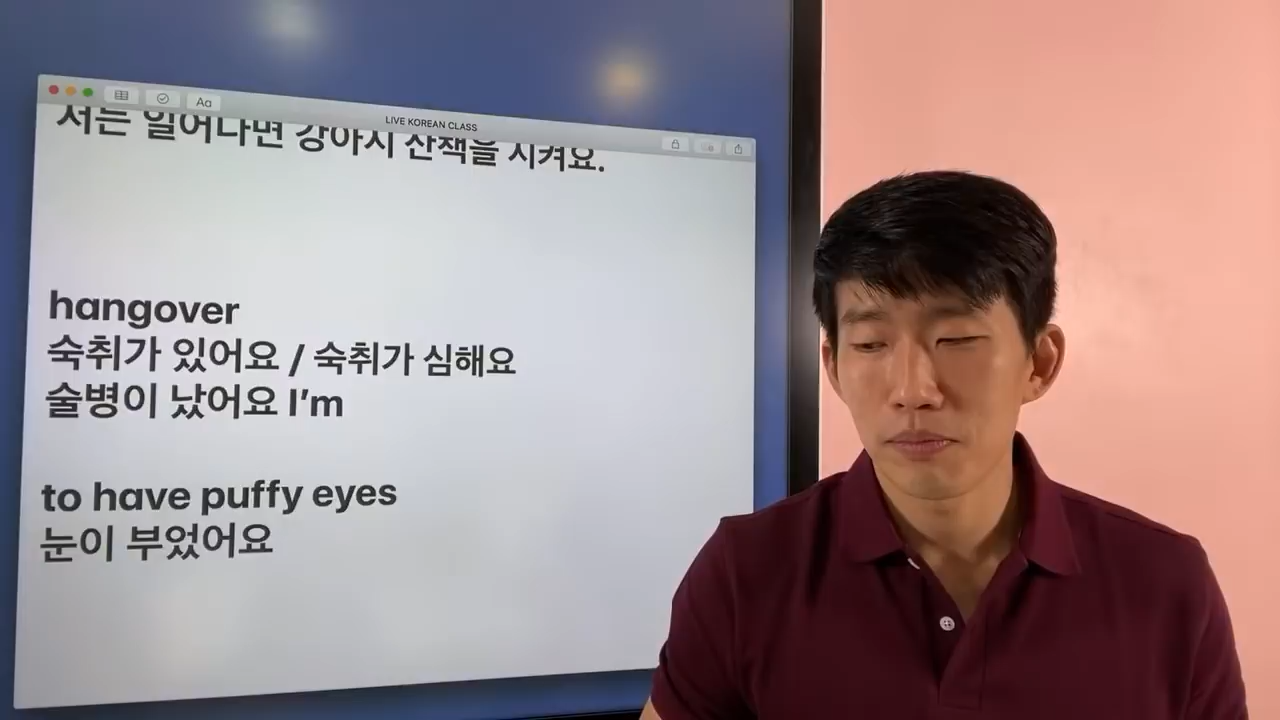 Aa
LIVE KOREAN CLASS
저는 일어나면 강아지 산책을 시켜요.
hangover
숙취가 있어요 / 숙취가 심해요
술병이 났어요 I’m
to have puffy eyes
눈이 부었어요